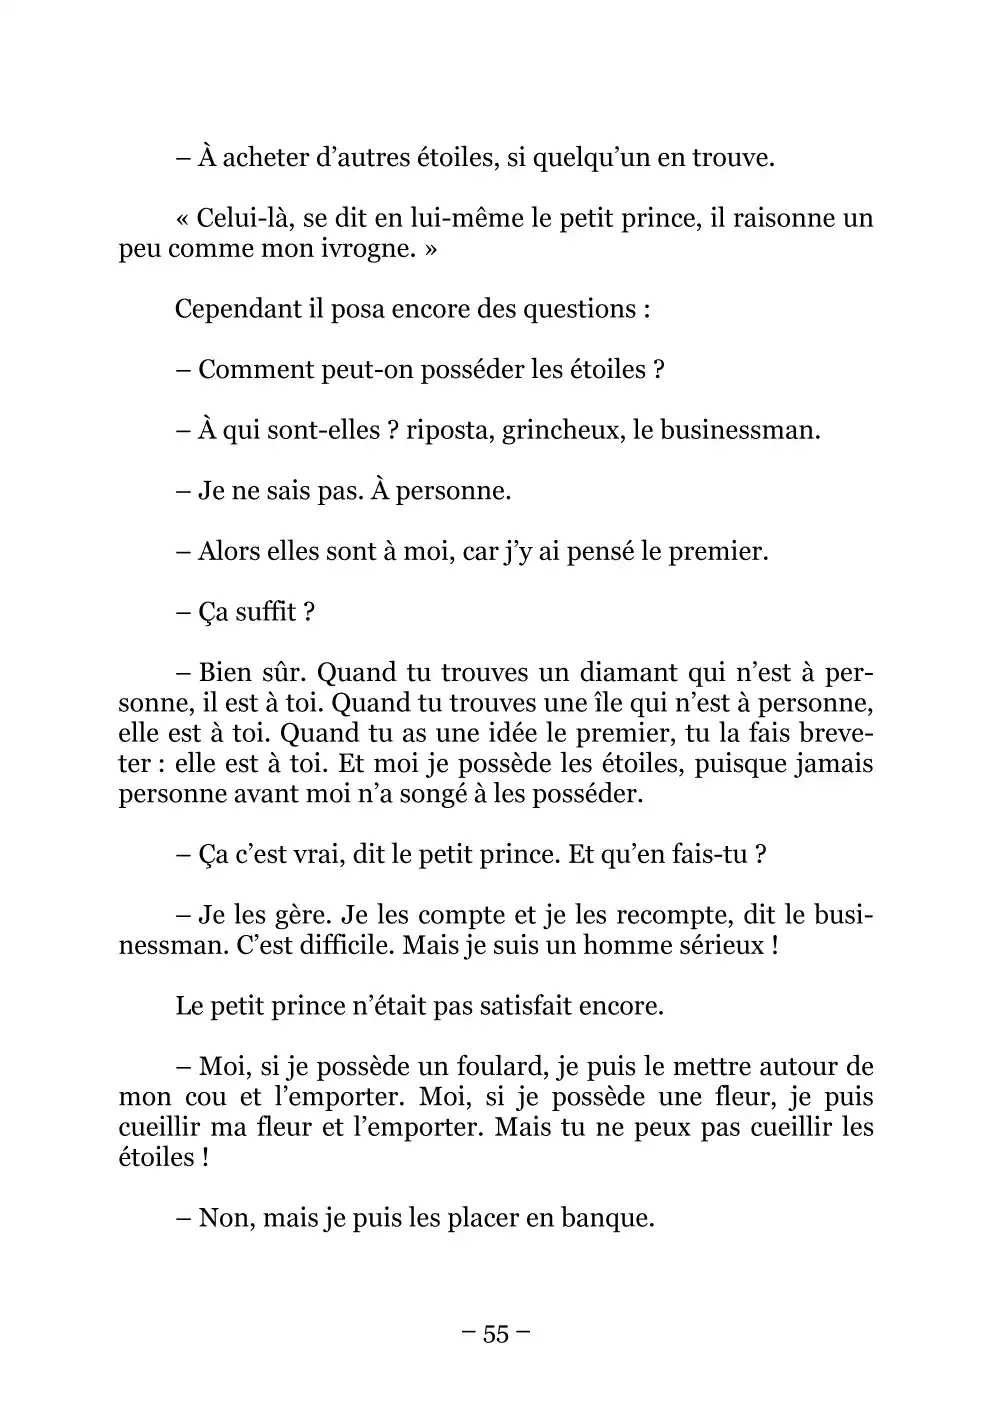 – À acheter d’autres étoiles, si quelqu’un en trouve.
« Celui-là, se dit en lui-même le petit prince, il raisonne un
peu comme mon ivrogne. »
Cependant il posa encore des questions :
– Comment peut-on posséder les étoiles ?
– À qui sont-elles ? riposta, grincheux, le businessman.
– Je ne sais pas. À personne.
– Alors elles sont à moi, car j’y ai pensé le premier.
– Ça suffit ?
– Bien sûr. Quand tu trouves un diamant qui n’est à per-
sonne, il est à toi. Quand tu trouves une île qui n’est à personne,
elle est à toi. Quand tu as une idée le premier, tu la fais breve-
ter : elle est à toi. Et moi je possède les étoiles, puisque jamais
personne avant moi n’a songé à les posséder.
– Ça c’est vrai, dit le petit prince. Et qu’en fais-tu ?
– Je les gère. Je les compte et je les recompte, dit le busi-
nessman. C’est difficile. Mais je suis un homme sérieux !
Le petit prince n’était pas satisfait encore.
– Moi, si je possède un foulard, je puis le mettre autour de
mon cou et l’emporter. Moi, si je possède une fleur, je puis
cueillir ma fleur et l’emporter. Mais tu ne peux pas cueillir les
étoiles !
– Non, mais je puis les placer en banque.
– 55 –